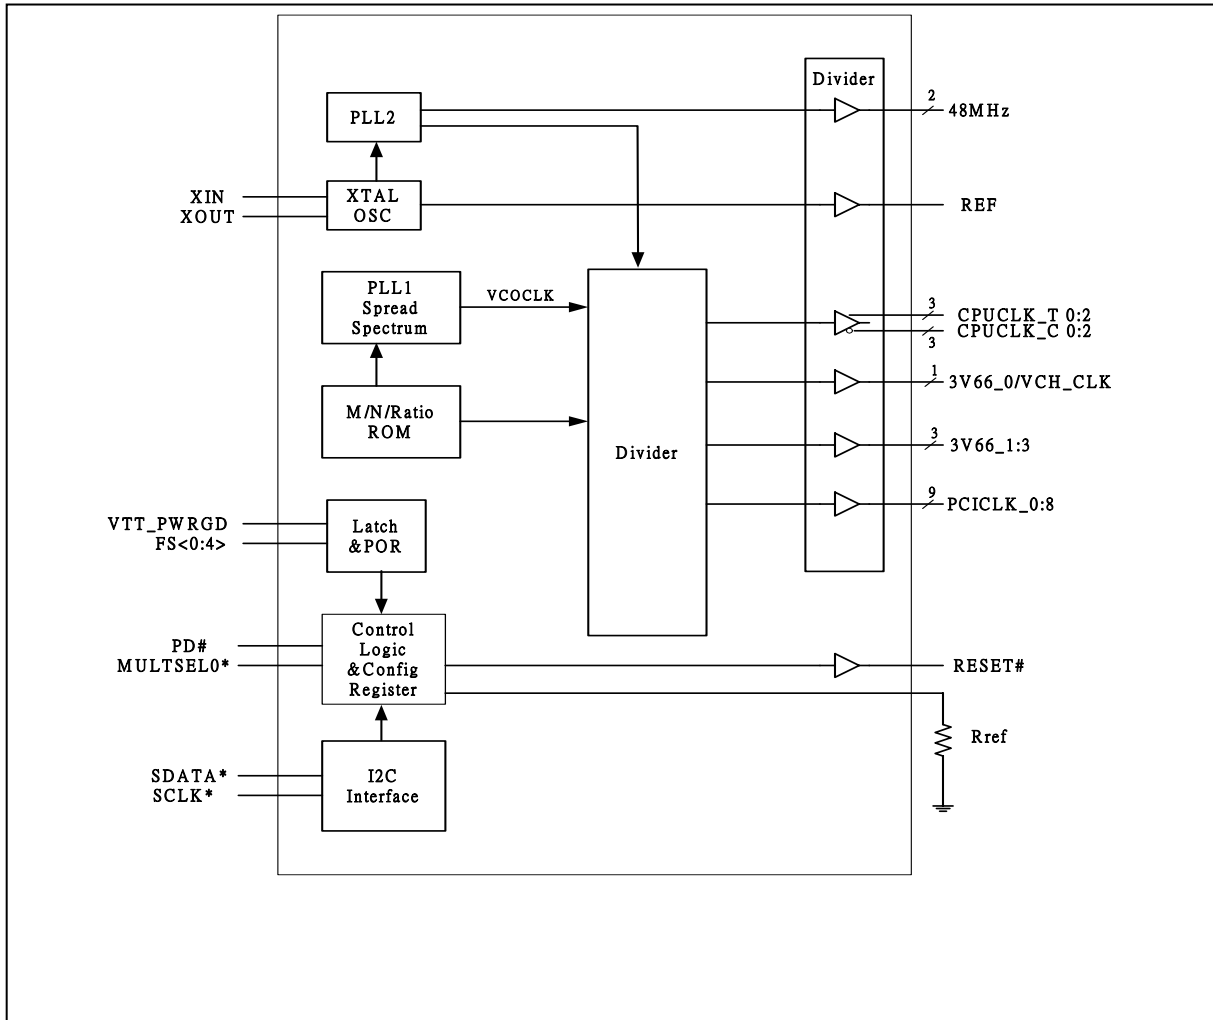 Divider
2
48MHz
PLL2
XIN
XOUT
XTAL
OSC
REF
PLL1
Spread
Spectrum
VCOCLK
3
CPUCLK_T 0:2
CPUCLK_C 0:2
3
1
3V66_0/VCH_CLK
M/N/Ratio
ROM
Divider
3
3V66_1:3
9
PCICLK_0:8
VTT_PWRGD
FS<0:4>
Latch
&POR
PD#
MULTSEL0*
Control
Logic
&Config
Register
RESET#
Rref
SDATA*
SCLK*
I2C
Interface